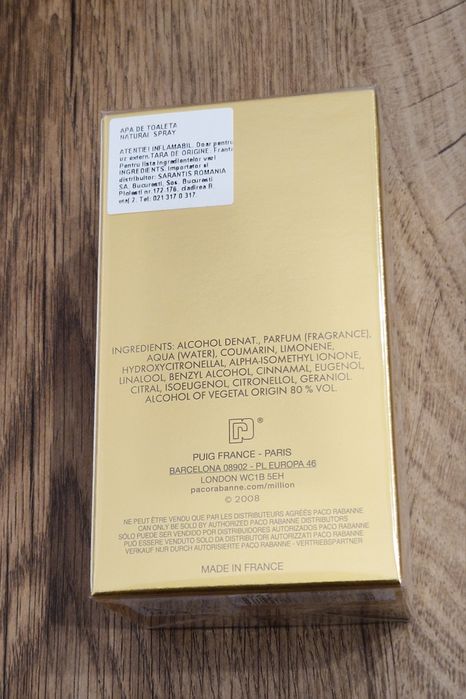 APA DE TOALETA
NATURAL SPRAY
ATENTIE! INFLAMABIL. Doar pentru
uz extern.TARA DE ORIGINE: Franta
Pentru lista ingredientelor vezi
INGREDIENTS. Importator si
distribuitor: SARANTIS ROMANIA
SA, Bucuresti, Sos. Bucuresti
Ploiesti nr.172-176, cladirea B,
etaj 2. Tel: 021 317 0 317.
INGREDIENTS: ALCOHOL DENAT., PARFUM (FRAGRANCE),
AQUA (WATER), COUMARIN, LIMONENE,
HYDROXYCITRONELLAL, ALPHA-ISOMETHYL IONONE,
LINALOOL, BENZYL ALCOHOL, CINNAMAL, EUGENOL,
CITRAL, ISOEUGENOL, CITRONELLOL, GERANIOL.
ALCOHOL OF VEGETAL ORIGIN 80 % VOL.
®
PUIG FRANCE - PARIS
BARCELONA 08902 - PL EUROPA 46
LONDON WC1B 5EH
pacorabanne.com/million
© 2008
NE PEUT ÊTRE VENDU QUE PAR LES DISTRIBUTEURS AGRÉÉS PACO RABANNE
CAN ONLY BE SOLD BY AUTHORIZED PACO RABANNE DISTRIBUTORS
SÓLO PUEDE SER VENDIDO POR DISTRIBUIDORES AUTORIZADOS PACO RABANNE
PUÒ ESSERE VENDUTO SOLO DA DISTRIBUTORI AUTORIZZATI PACO RABANNE
VERKAUF NUR DURCH AUTORISIERTE PACO RABANNE - VERTRIEBSPARTNER
MADE IN FRANCE